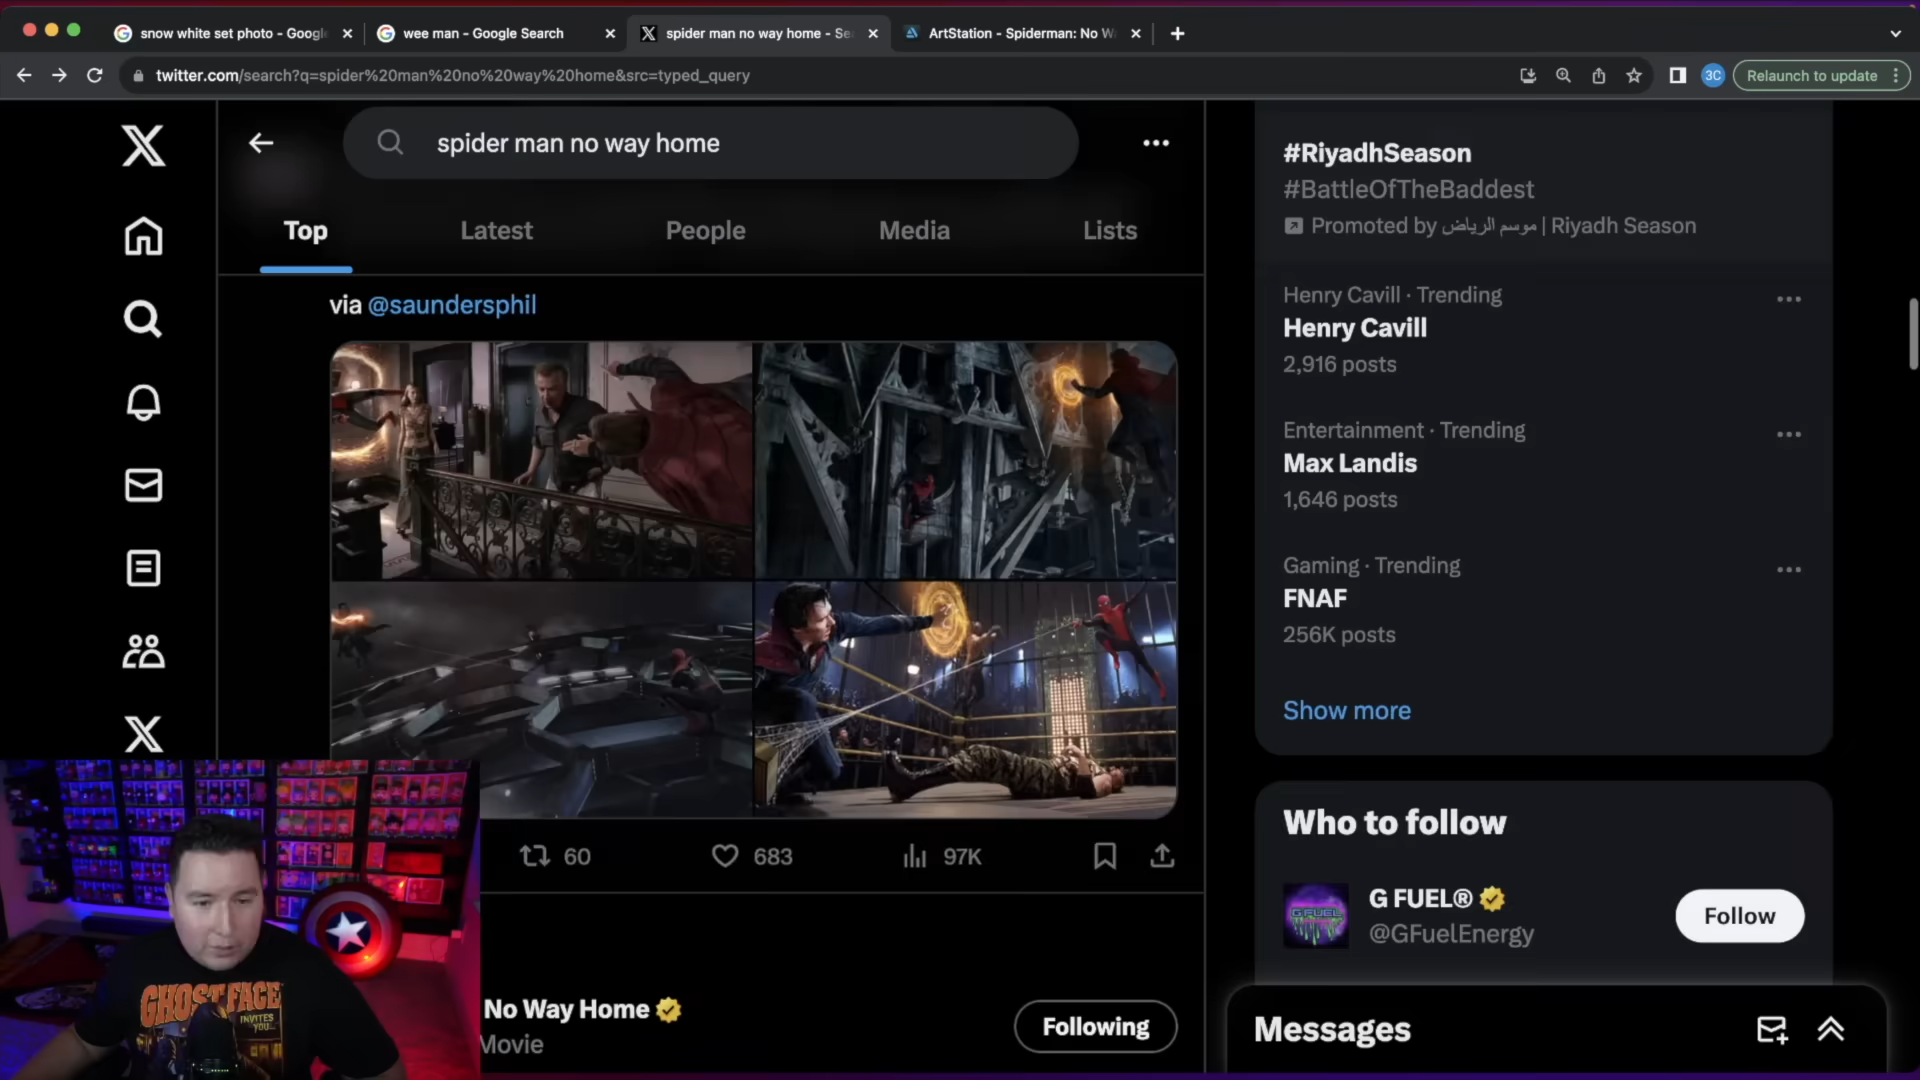 snow white set photo - Google
wee man - Google Search
spider man no way home - Se
ArtStation - Spiderman: No W
twitter.com/search?q=spider%20man%20no%20way%20home&src=typed_query
3C
Relaunch to update
spider man no way home
Top
Latest
People
Media
Lists
via @saundersphil
60
683
97K
No Way Home
Movie
Following
#RiyadhSeason
#BattleOfTheBaddest
Promoted by موسم الرياض | Riyadh Season
Henry Cavill · Trending
Henry Cavill
2,916 posts
Entertainment · Trending
Max Landis
1,646 posts
Gaming · Trending
FNAF
256K posts
Show more
Who to follow
G FUEL
G FUEL®
@GFuelEnergy
Follow
Messages
GHOST FACE
INVITES
YOU...